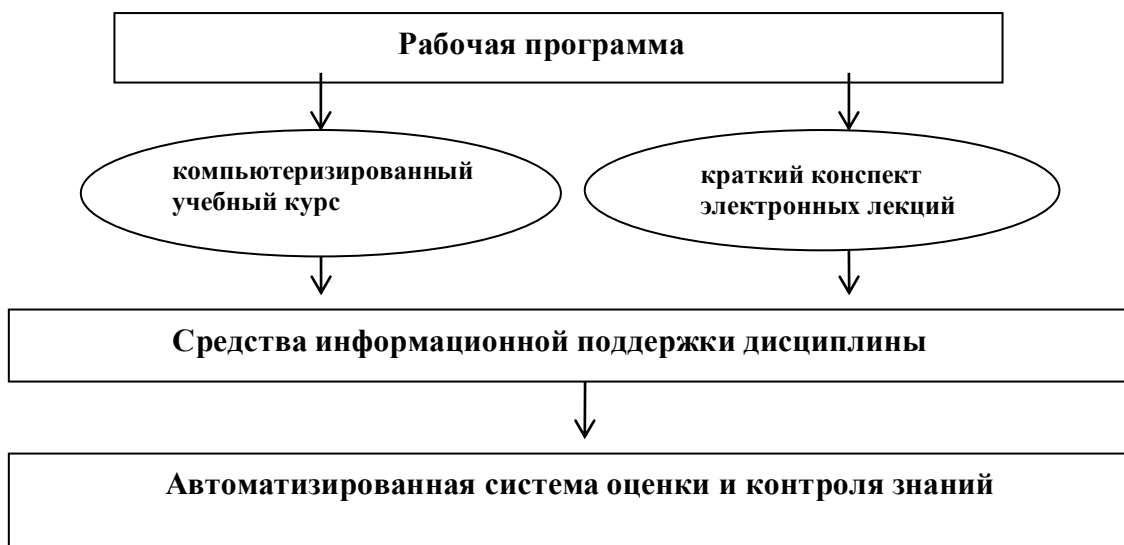 Рабочая программа
компьютеризированный
учебный курс
краткий конспект
электронных лекций
Средства информационной поддержки дисциплины
Автоматизированная система оценки и контроля знаний